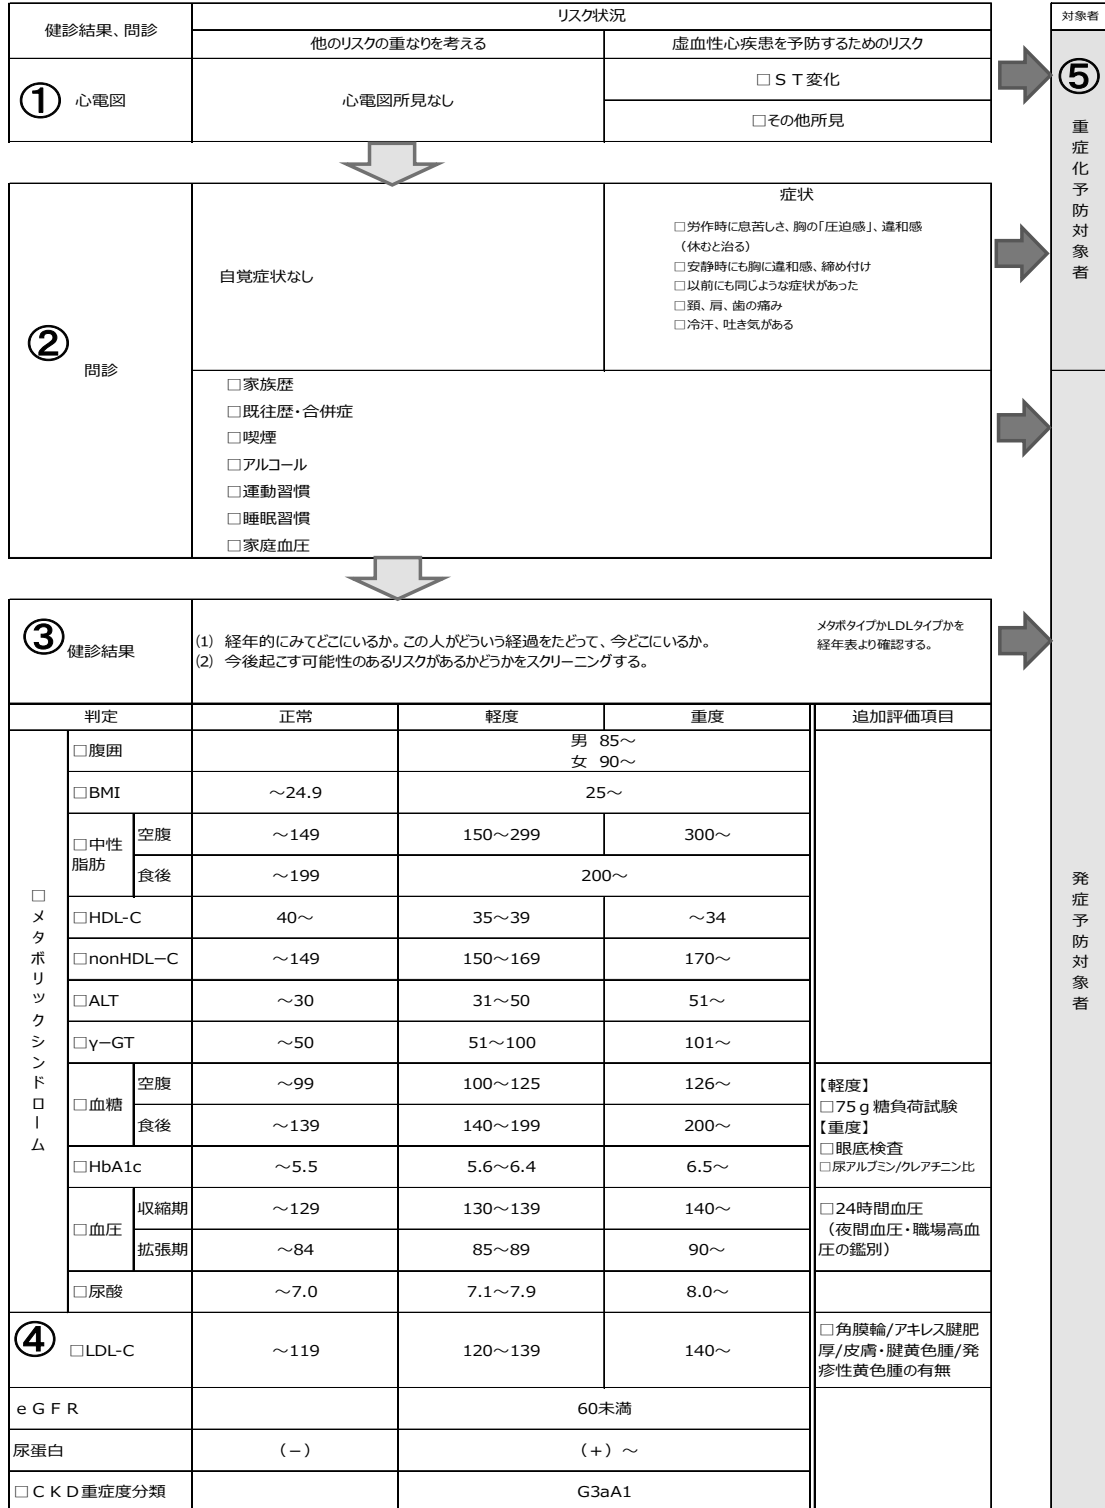 健診結果、問診
リスク状況
対象者
他のリスクの重なりを考える
虚血性心疾患を予防するためのリスク
① 心電図
心電図所見なし
□ＳＴ変化
□その他所見
⑤
重症化予防対象者
② 問診
自覚症状なし
症状
□労作時に息苦しさ、胸の「圧迫感」、違和感
（休むと治る）
□安静時にも胸に違和感、締め付け
□以前にも同じような症状があった
□頚、肩、歯の痛み
□冷汗、吐き気がある
□家族歴
□既往歴・合併症
□喫煙
□アルコール
□運動習慣
□睡眠習慣
□家庭血圧
発症予防対象者
③ 健診結果
⑴ 経年的にみてどこにいるか。この人がどういう経過をたどって、今どこにいるか。
⑵ 今後起こす可能性のあるリスクがあるかどうかをスクリーニングする。
メタボタイプかLDLタイプかを
経年表より確認する。
判定 正常 軽度 重度 追加評価項目
□メタボリックシンドローム
□腹囲
男 85～
女 90～
□BMI ～24.9 25～
□中性
脂肪
空腹 ～149 150～299 300～
食後 ～199 200～
□HDL-C 40～ 35～39 ～34
□nonHDLーC ～149 150～169 170～
□ALT ～30 31～50 51～
□γーGT ～50 51～100 101～
□血糖
空腹 ～99 100～125 126～
食後 ～139 140～199 200～
□HbA1c ～5.5 5.6～6.4 6.5～
【軽度】
□75ｇ糖負荷試験
【重度】
□眼底検査
□尿アルブミン/クレアチニン比
□血圧
収縮期 ～129 130～139 140～
拡張期 ～84 85～89 90～
□24時間血圧
（夜間血圧・職場高血
圧の鑑別）
□尿酸 ～7.0 7.1～7.9 8.0～
④ □LDL-C ～119 120～139 140～
□角膜輪/アキレス腱肥
厚/皮膚・腱黄色腫/発
疹性黄色腫の有無
ｅＧＦＲ 60未満
尿蛋白 （－） （＋）～
□ＣＫＤ重症度分類 G3aA1